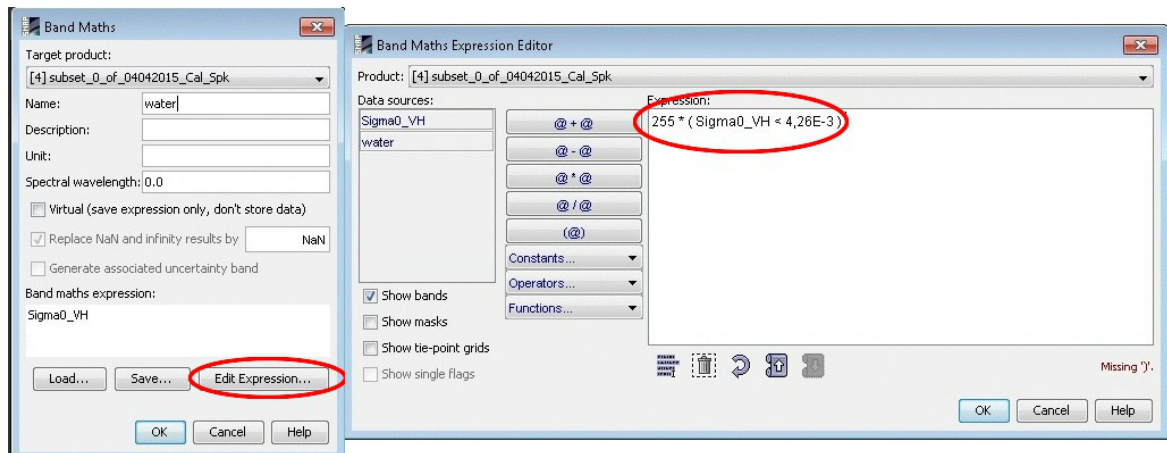 Band Maths
Target product:
[4] subset_0_of_04042015_Cal_Spk
Name: water
Description:
Unit:
Spectral wavelength: 0.0
Virtual (save expression only, don't store data)
Replace NaN and infinity results by NaN
Generate associated uncertainty band
Band maths expression:
Sigma0_VH
Load... Save... Edit Expression...
OK Cancel Help
Band Maths Expression Editor
Product: [4] subset_0_of_04042015_Cal_Spk
Data sources:
Sigma0_VH
water
@ + @
@ - @
@ * @
@ / @
(@)
Constants...
Operators...
Functions...
Show bands
Show masks
Show tie-point grids
Show single flags
Expression:
255 * ( Sigma0_VH < 4,26E-3 )
Missing ')'.
OK Cancel Help